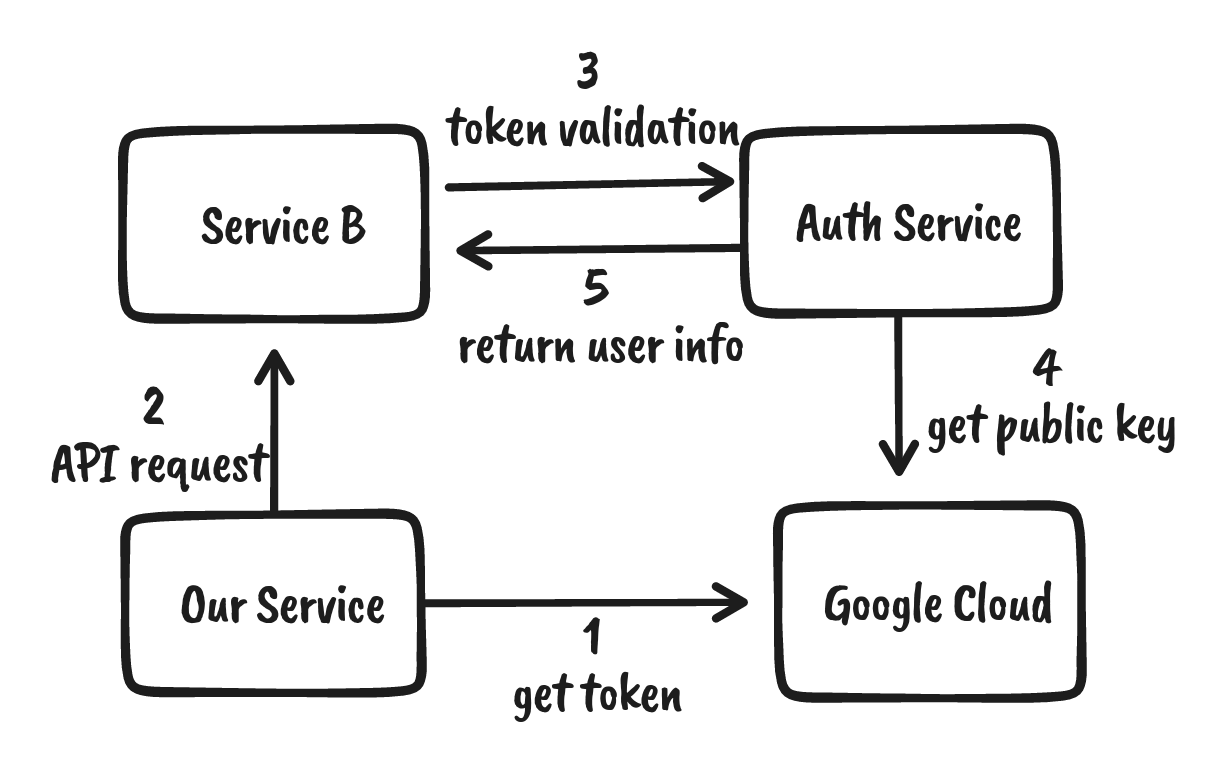 3
token validation
Service B
Auth Service
5
return user info
4
get public key
2
API request
Our Service
Google Cloud
1
get token